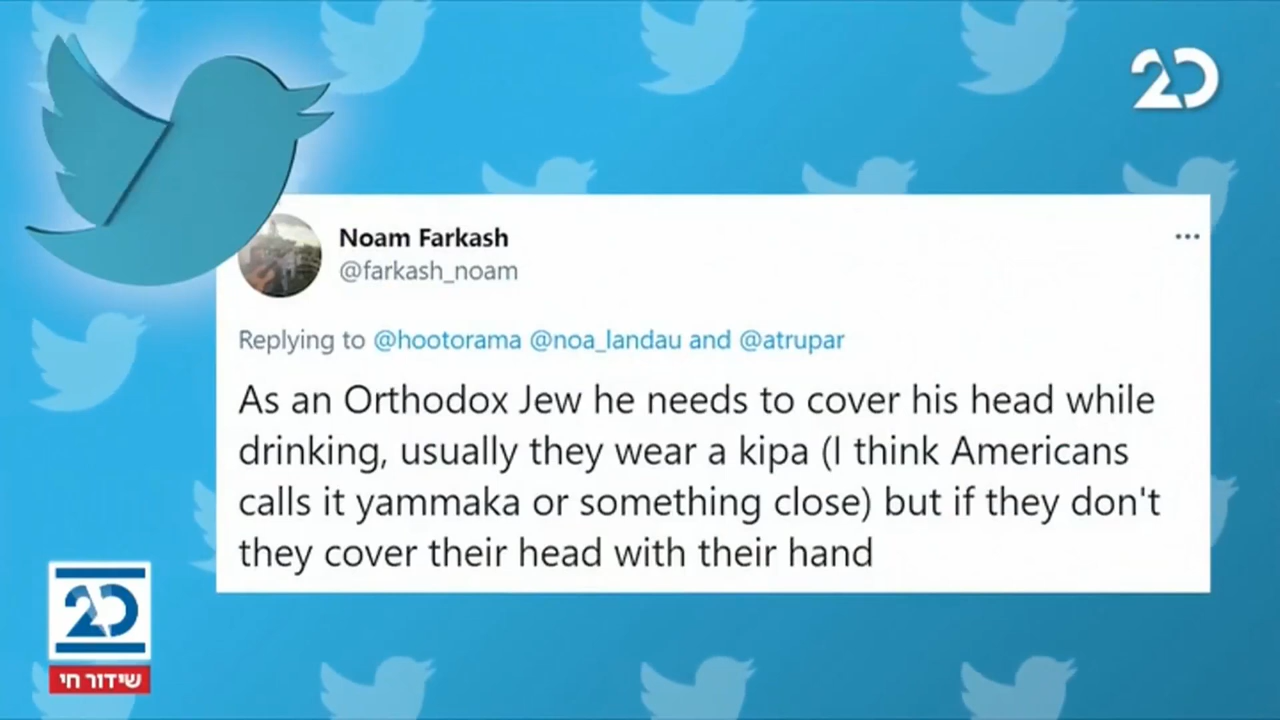 20
Noam Farkash
@farkash_noam
Replying to @hootorama @noa_landau and @atrupar
As an Orthodox Jew he needs to cover his head while
drinking, usually they wear a kipa (I think Americans
calls it yammaka or something close) but if they don't
they cover their head with their hand
20
שידור חי